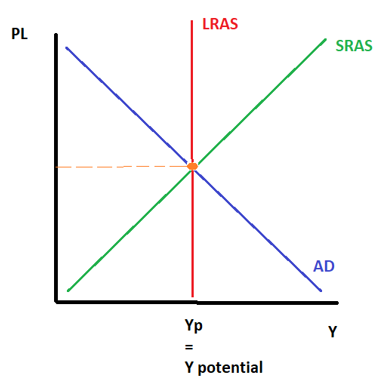 PL
LRAS
SRAS
AD
Yp
=
Y potential
Y